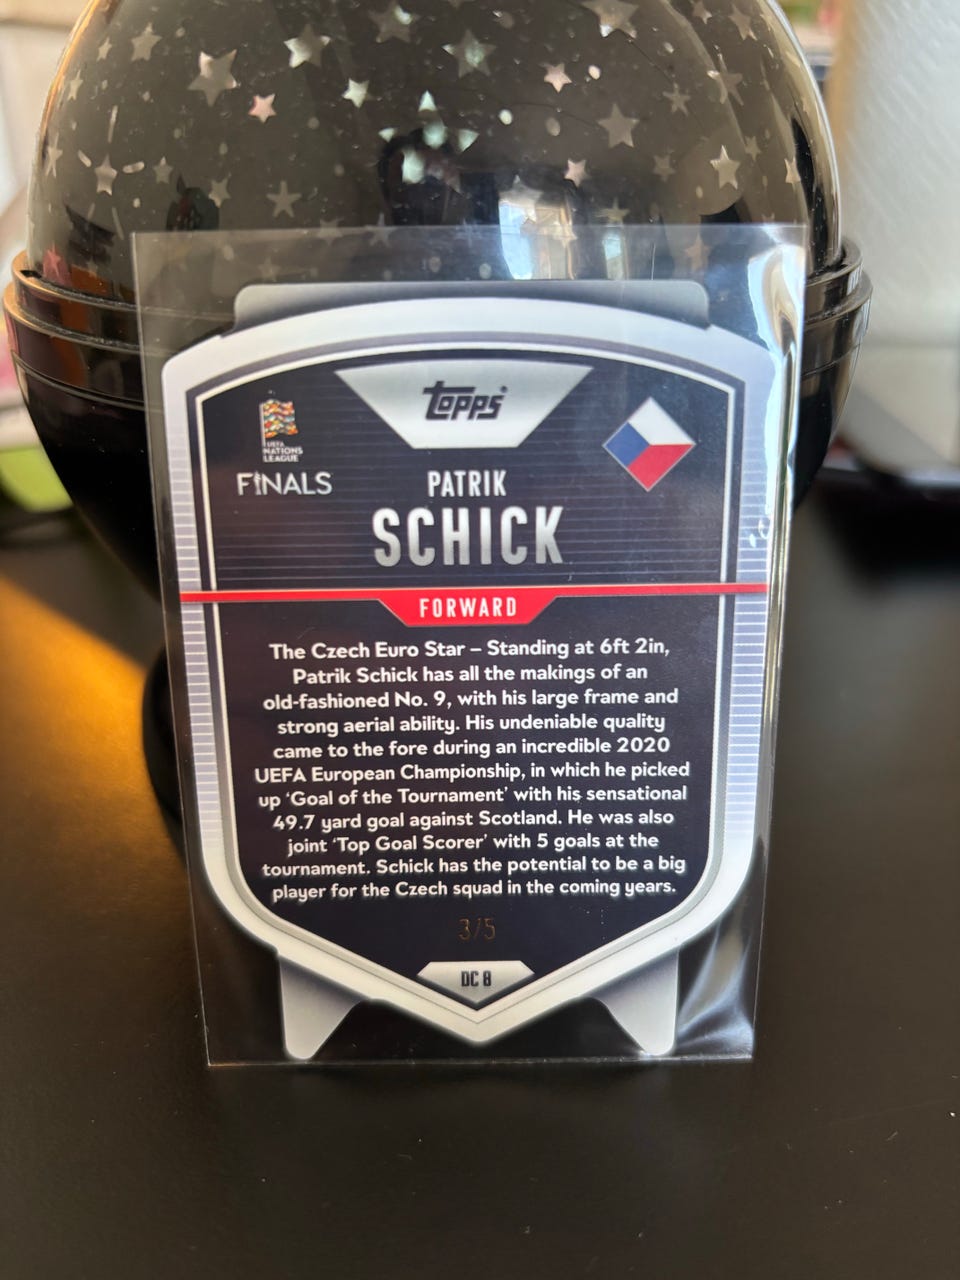 topps
UEFA
NATIONS
LEAGUE
FINALS
PATRIK
SCHICK
FORWARD
The Czech Euro Star – Standing at 6ft 2in,
Patrik Schick has all the makings of an
old-fashioned No. 9, with his large frame and
strong aerial ability. His undeniable quality
came to the fore during an incredible 2020
UEFA European Championship, in which he picked
up ‘Goal of the Tournament’ with his sensational
49.7 yard goal against Scotland. He was also
joint ‘Top Goal Scorer’ with 5 goals at the
tournament. Schick has the potential to be a big
player for the Czech squad in the coming years.
3/5
DC 8